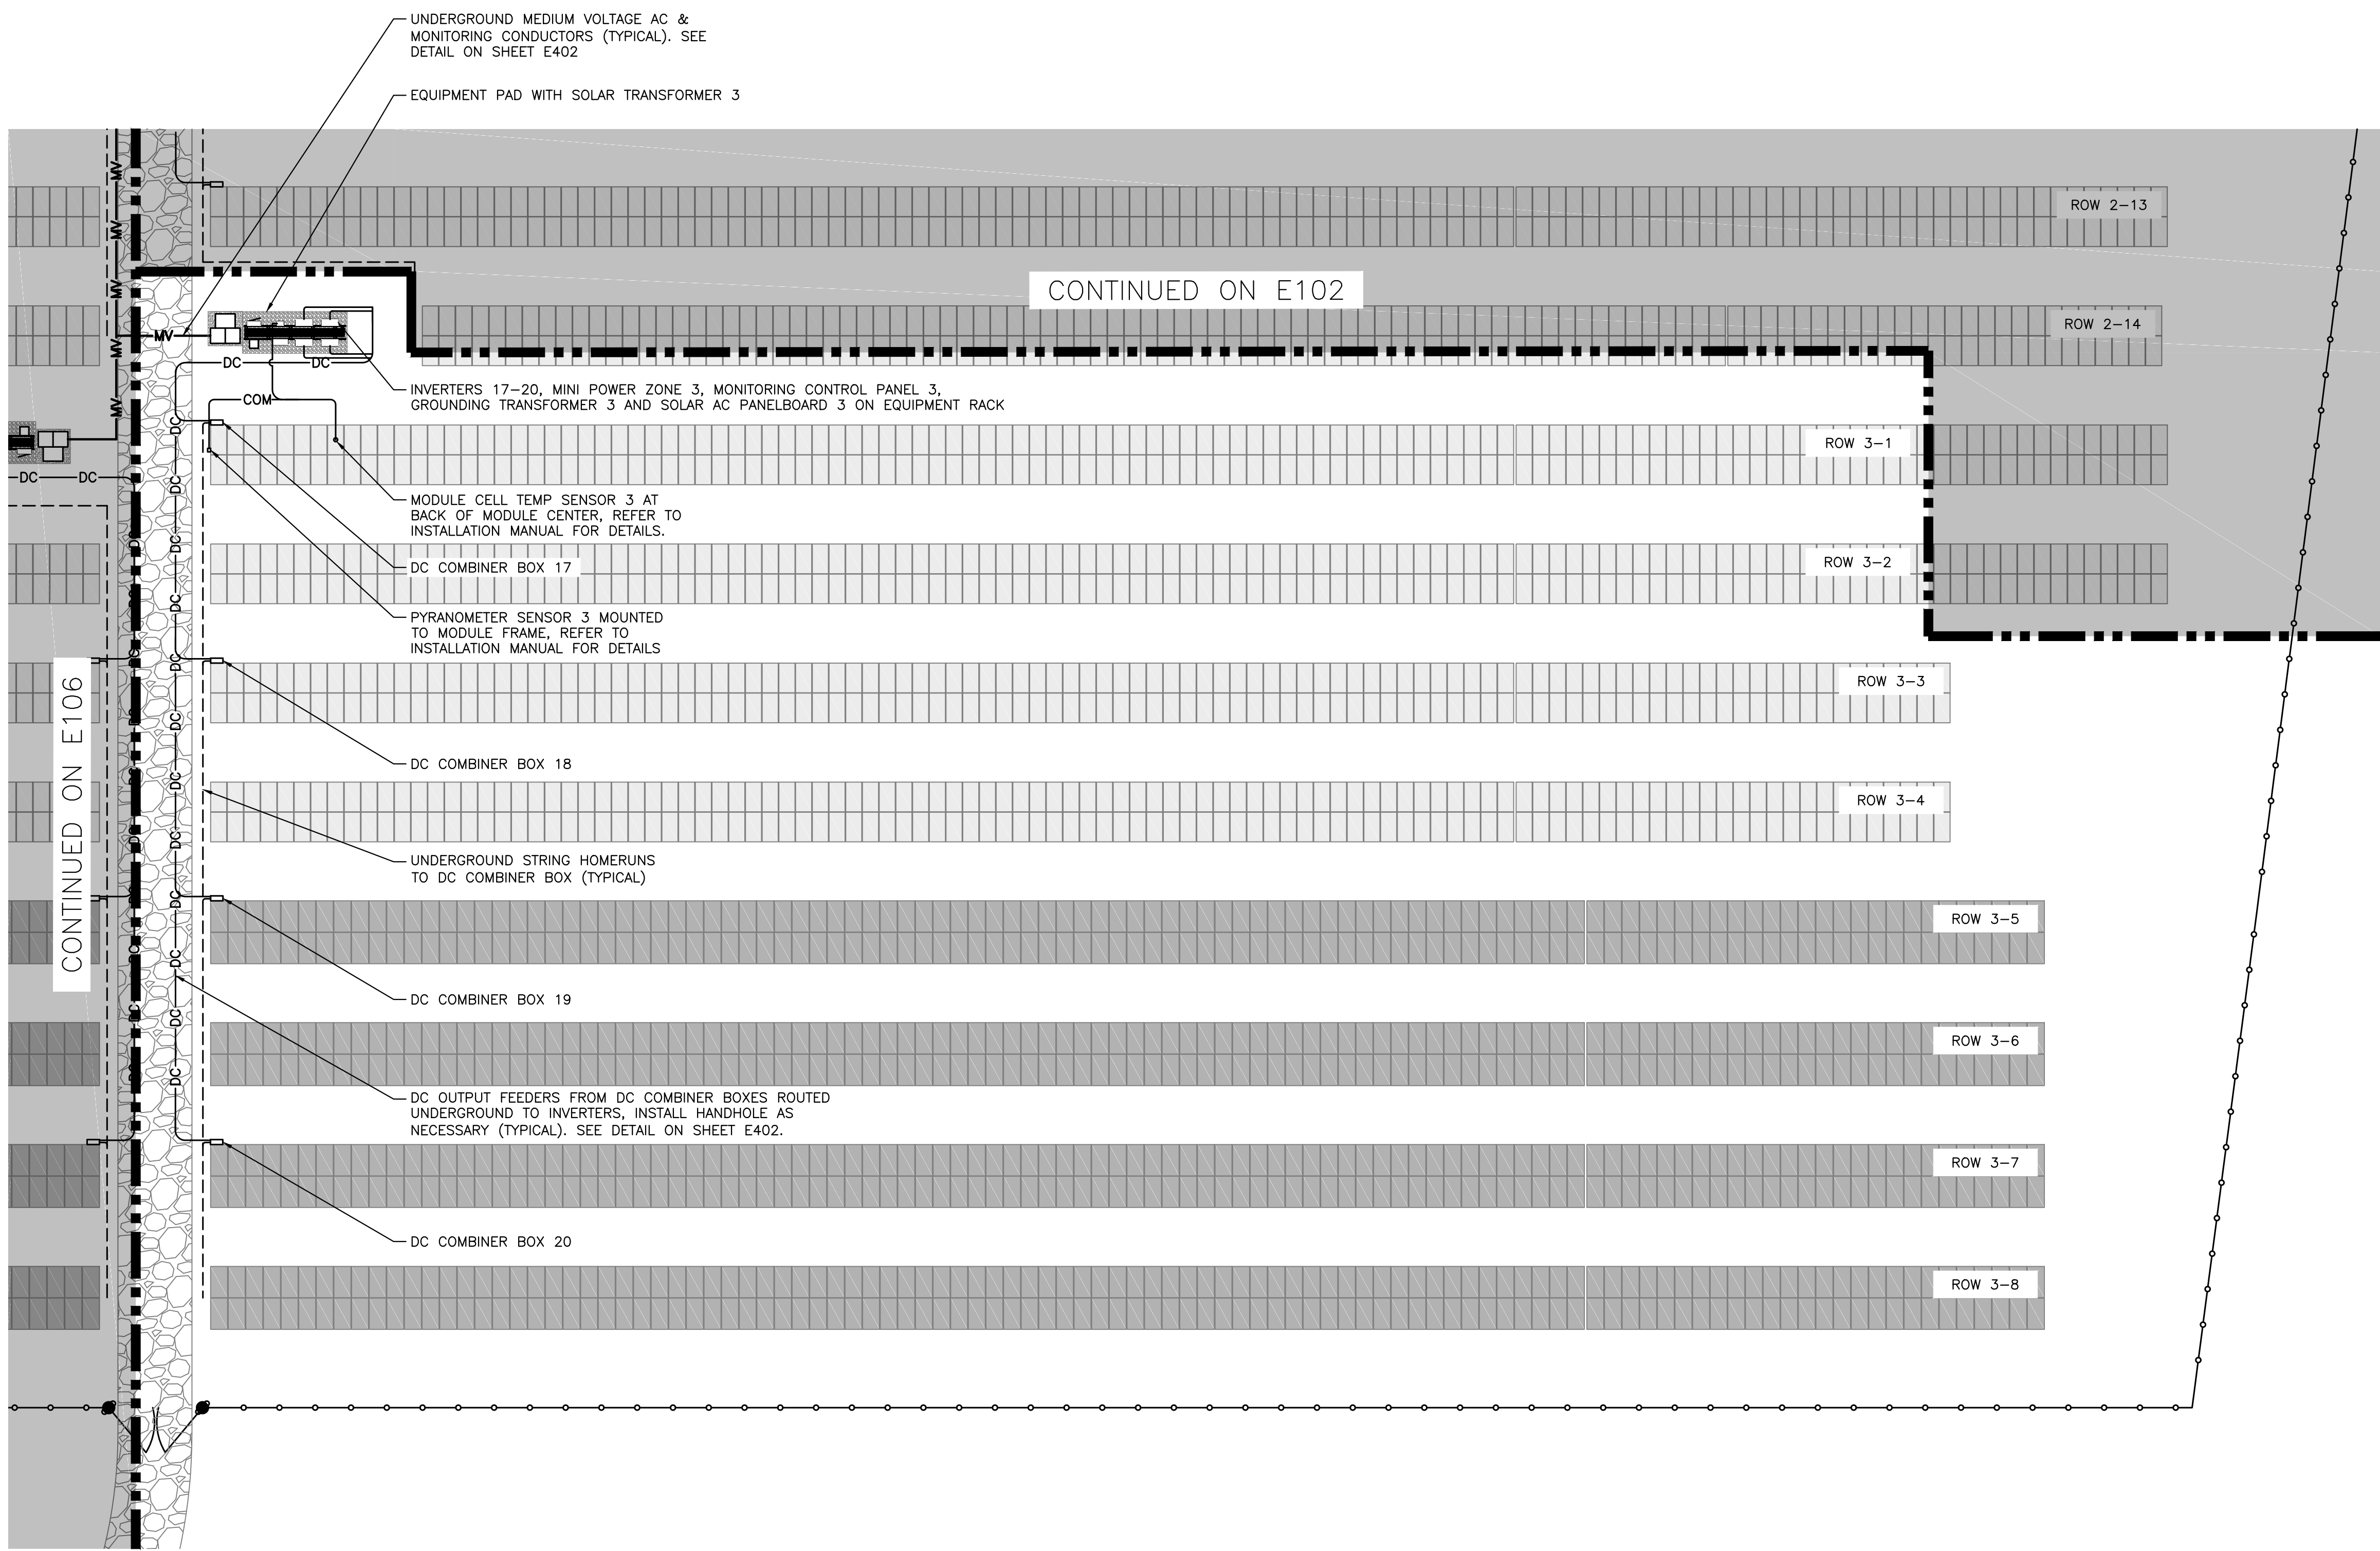 UNDERGROUND MEDIUM VOLTAGE AC &
MONITORING CONDUCTORS (TYPICAL). SEE
DETAIL ON SHEET E402
EQUIPMENT PAD WITH SOLAR TRANSFORMER 3
MV
MV
MV
MV
MV
MV
ROW 2-13
CONTINUED ON E102
ROW 2-14
DC
DC
INVERTERS 17-20, MINI POWER ZONE 3, MONITORING CONTROL PANEL 3,
GROUNDING TRANSFORMER 3 AND SOLAR AC PANELBOARD 3 ON EQUIPMENT RACK
COM
DC
DC
DC
ROW 3-1
MODULE CELL TEMP SENSOR 3 AT
BACK OF MODULE CENTER, REFER TO
INSTALLATION MANUAL FOR DETAILS.
DC
DC
DC COMBINER BOX 17
ROW 3-2
DC
PYRANOMETER SENSOR 3 MOUNTED
TO MODULE FRAME, REFER TO
INSTALLATION MANUAL FOR DETAILS
DC
ROW 3-3
CONTINUED ON E106
DC
DC COMBINER BOX 18
DC
ROW 3-4
DC
UNDERGROUND STRING HOMERUNS
TO DC COMBINER BOX (TYPICAL)
DC
ROW 3-5
DC
DC COMBINER BOX 19
DC
ROW 3-6
DC
DC OUTPUT FEEDERS FROM DC COMBINER BOXES ROUTED
UNDERGROUND TO INVERTERS, INSTALL HANDHOLE AS
NECESSARY (TYPICAL). SEE DETAIL ON SHEET E402.
ROW 3-7
DC COMBINER BOX 20
ROW 3-8